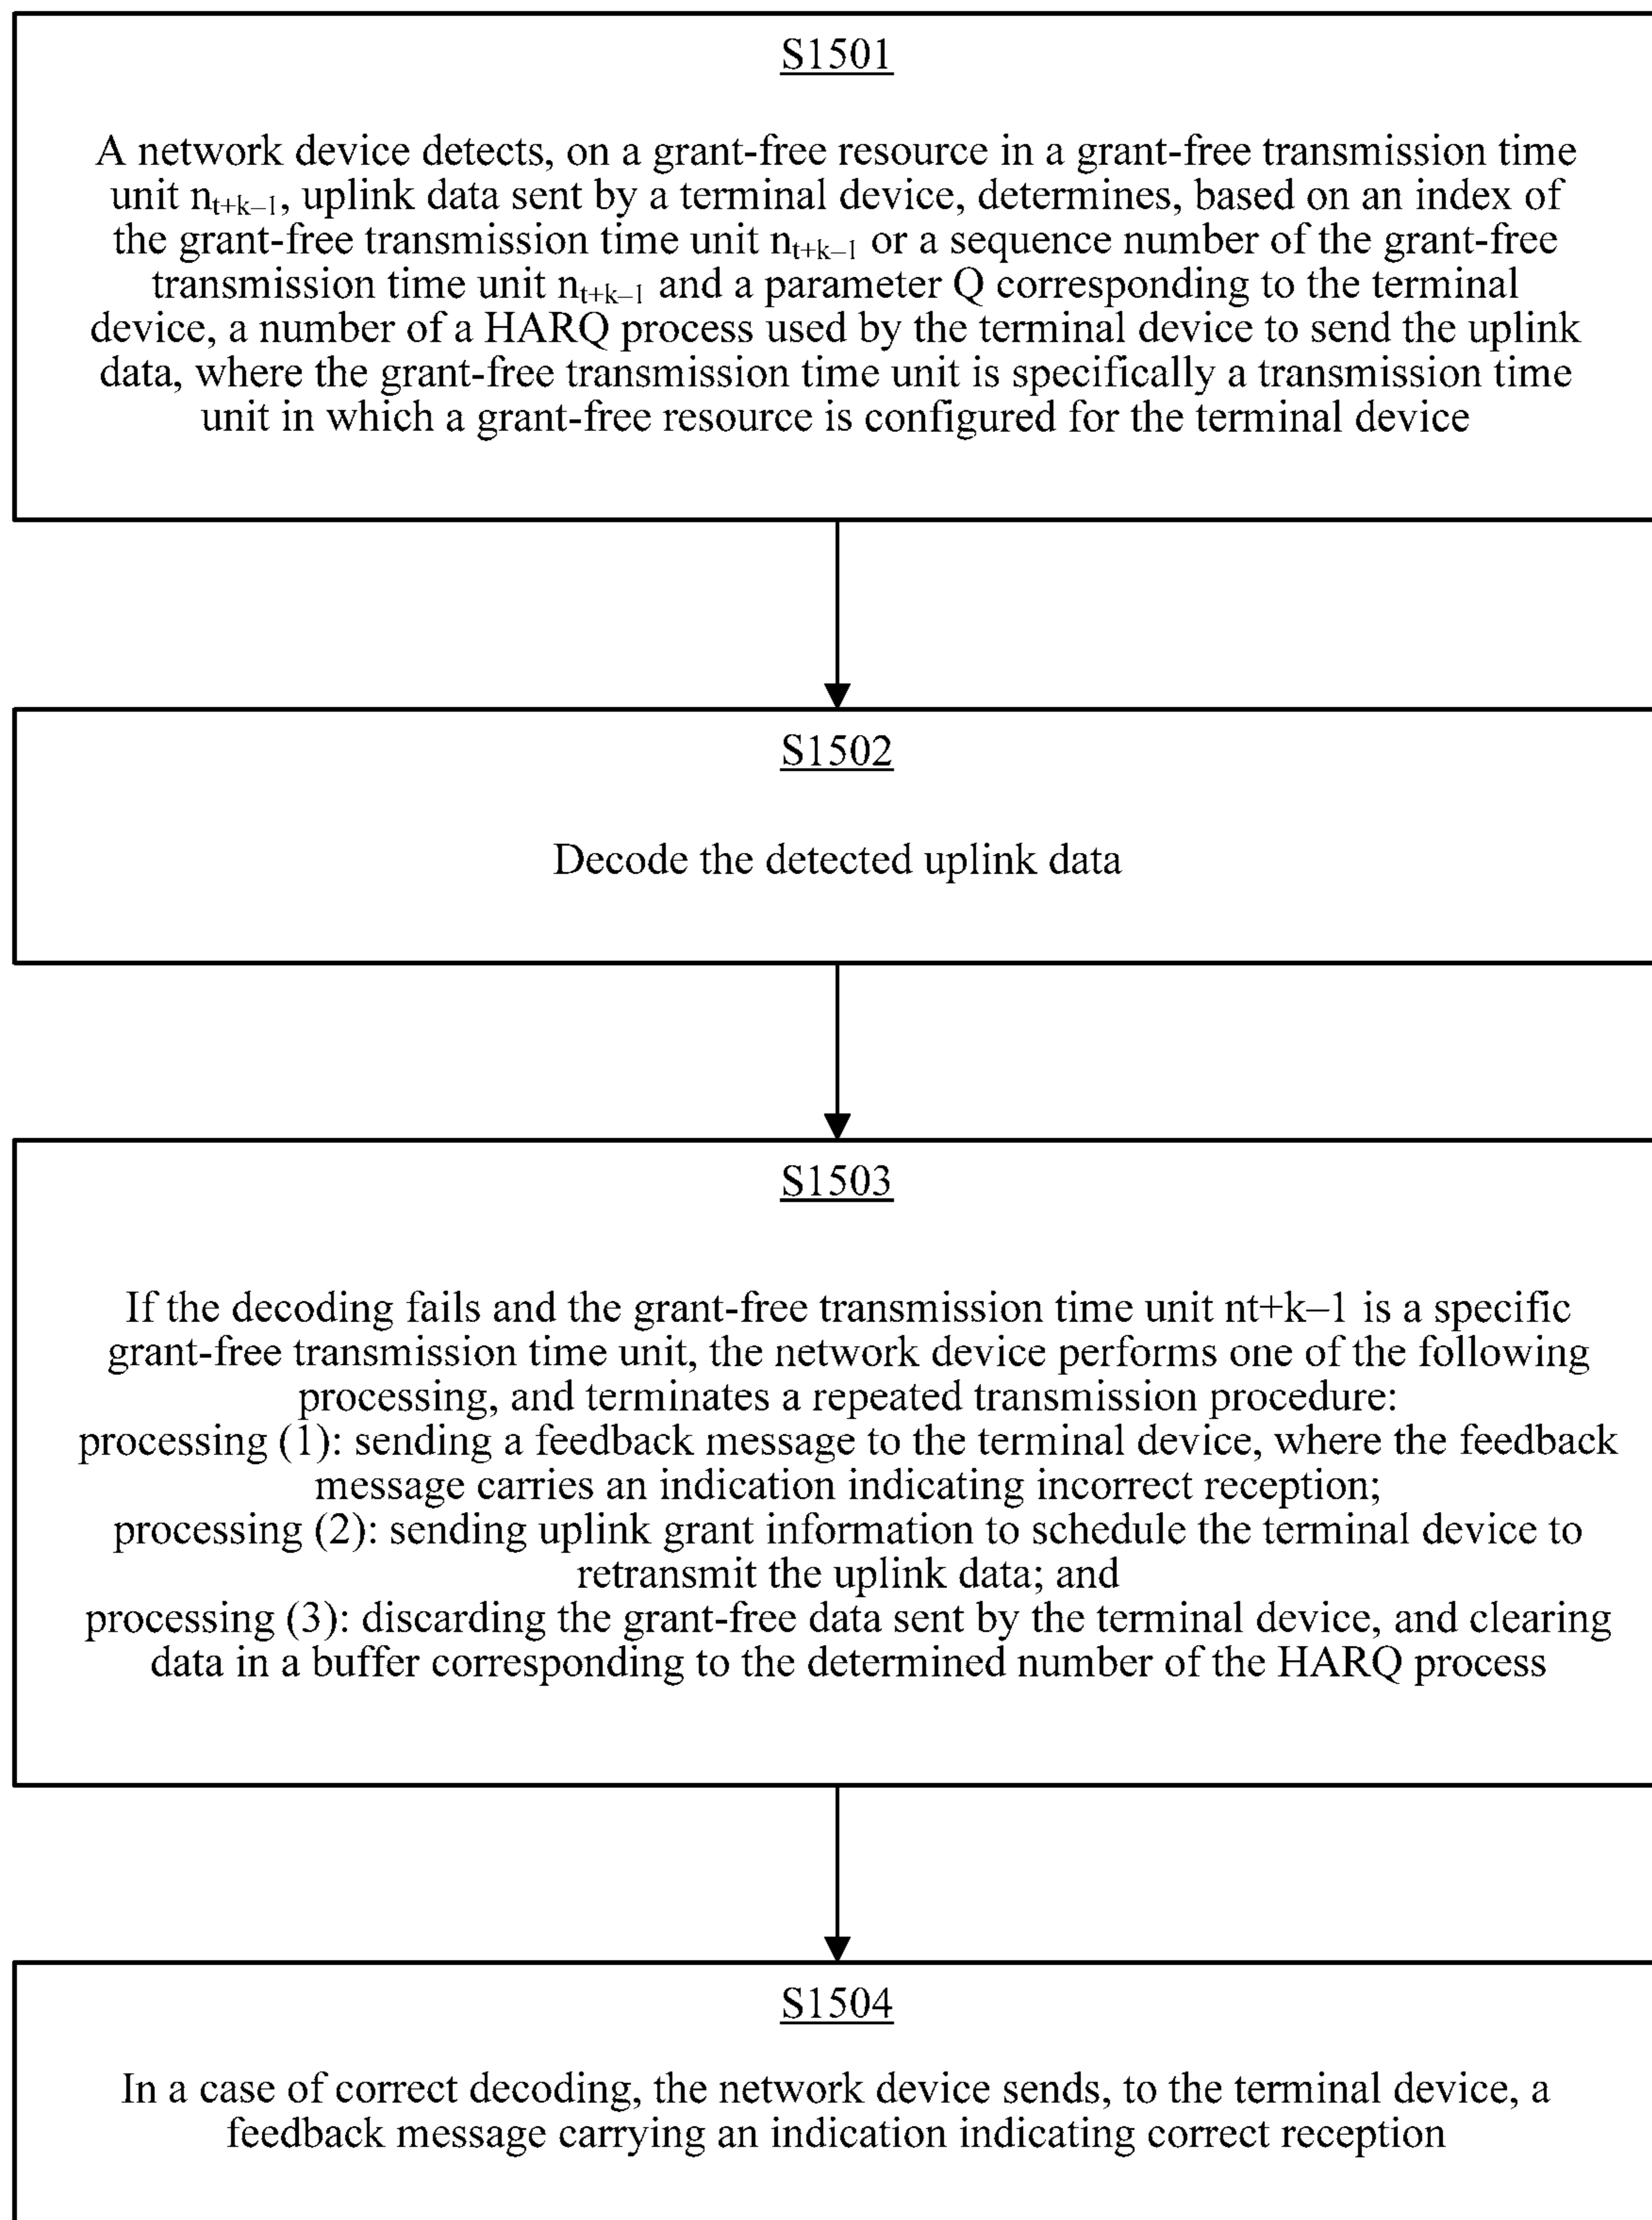 S1501
A network device detects, on a grant-free resource in a grant-free transmission time
unit nₜ₊ₖ₋₁, uplink data sent by a terminal device, determines, based on an index of
the grant-free transmission time unit nₜ₊ₖ₋₁ or a sequence number of the grant-free
transmission time unit nₜ₊ₖ₋₁ and a parameter Q corresponding to the terminal
device, a number of a HARQ process used by the terminal device to send the uplink
data, where the grant-free transmission time unit is specifically a transmission time
unit in which a grant-free resource is configured for the terminal device
S1502
Decode the detected uplink data
S1503
If the decoding fails and the grant-free transmission time unit nt+k–1 is a specific
grant-free transmission time unit, the network device performs one of the following
processing, and terminates a repeated transmission procedure:
processing (1): sending a feedback message to the terminal device, where the feedback
message carries an indication indicating incorrect reception;
processing (2): sending uplink grant information to schedule the terminal device to
retransmit the uplink data; and
processing (3): discarding the grant-free data sent by the terminal device, and clearing
data in a buffer corresponding to the determined number of the HARQ process
S1504
In a case of correct decoding, the network device sends, to the terminal device, a
feedback message carrying an indication indicating correct reception